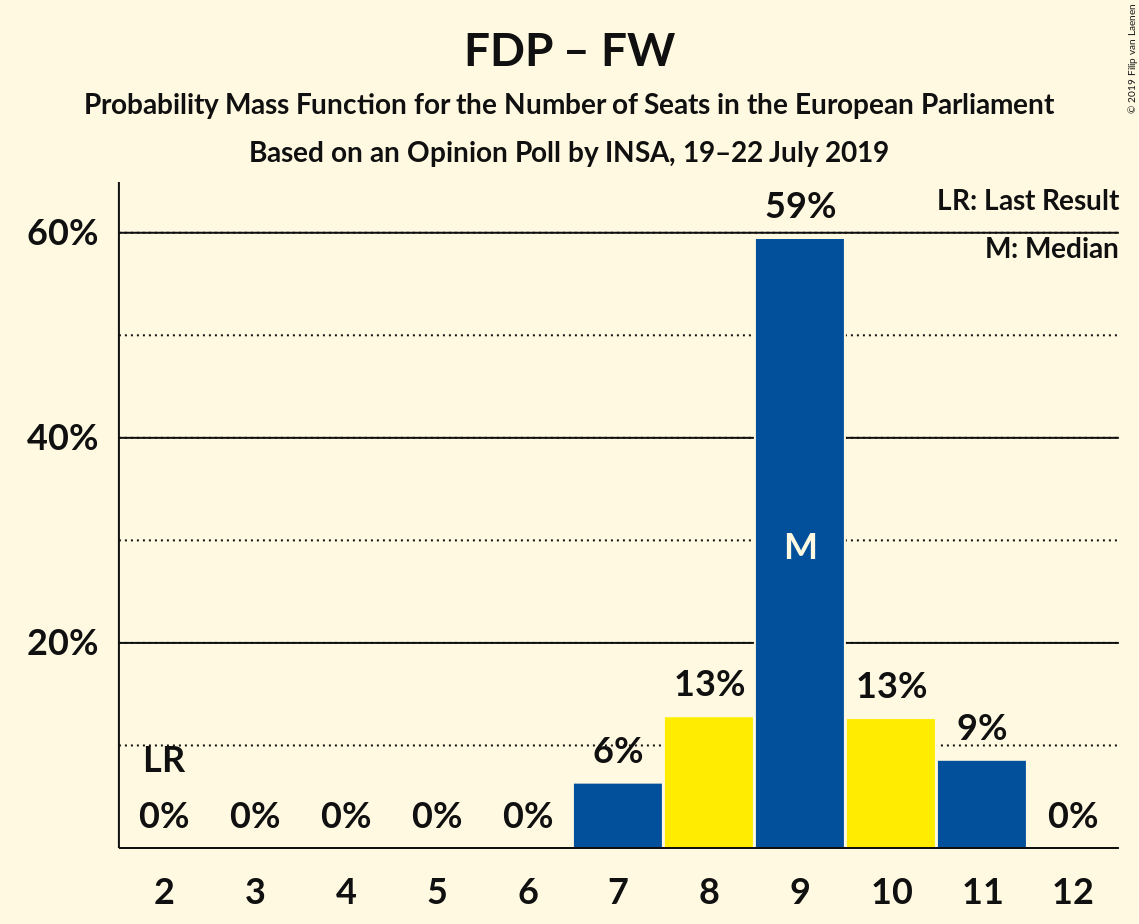 FDP – FW
Probability Mass Function for the Number of Seats in the European Parliament
Based on an Opinion Poll by INSA, 19–22 July 2019
© 2019 Filip van Laenen
LR: Last Result
M: Median
60%
40%
20%
LR
0%
0%
0%
0%
0%
6%
13%
59%
M
13%
9%
0%
2 3 4 5 6 7 8 9 10 11 12